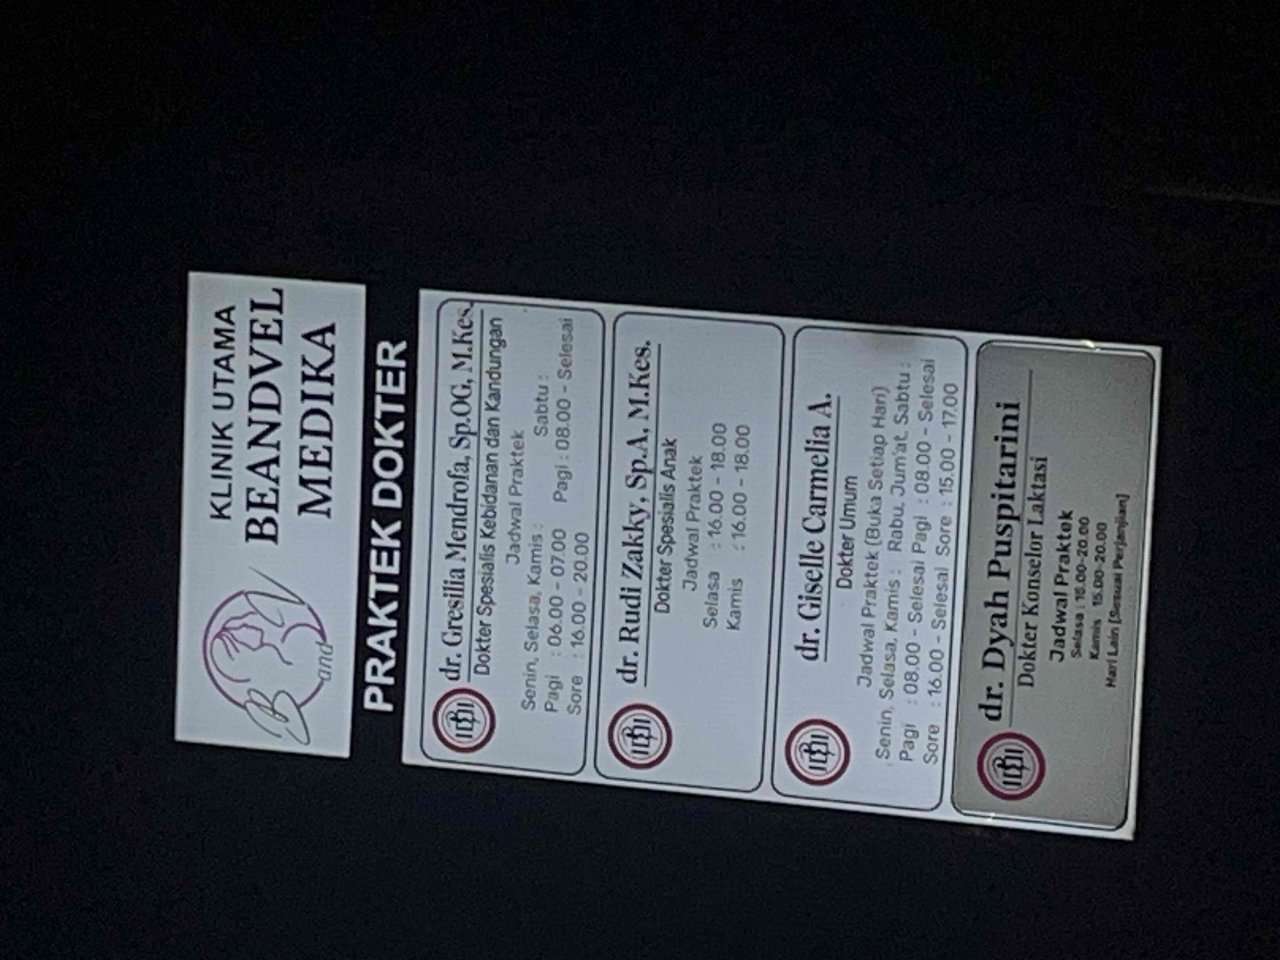 B and V
KLINIK UTAMA
BEANDVEL
MEDIKA
PRAKTEK DOKTER
IDI
dr. Gresilia Mendrofa, Sp.OG, M.Kes.
Dokter Spesialis Kebidanan dan Kandungan
Jadwal Praktek
Senin, Selasa, Kamis : Sabtu :
Pagi : 06.00 - 07.00 Pagi : 08.00 - Selesai
Sore : 16.00 - 20.00
IDI
dr. Rudi Zakky, Sp.A, M.Kes.
Dokter Spesialis Anak
Jadwal Praktek
Selasa : 16.00 - 18.00
Kamis : 16.00 - 18.00
IDI
dr. Giselle Carmelia A.
Dokter Umum
Jadwal Praktek (Buka Setiap Hari)
Senin, Selasa, Kamis : Rabu, Jum'at, Sabtu :
Pagi : 08.00 - Selesai Pagi : 08.00 - Selesai
Sore : 16.00 - Selesai Sore : 15.00 - 17.00
IDI
dr. Dyah Puspitarini
Dokter Konselor Laktasi
Jadwal Praktek
Selasa : 16.00-20.00
Kamis 15.00-20.00
Hari Lain [Sesuai Perjanjian]